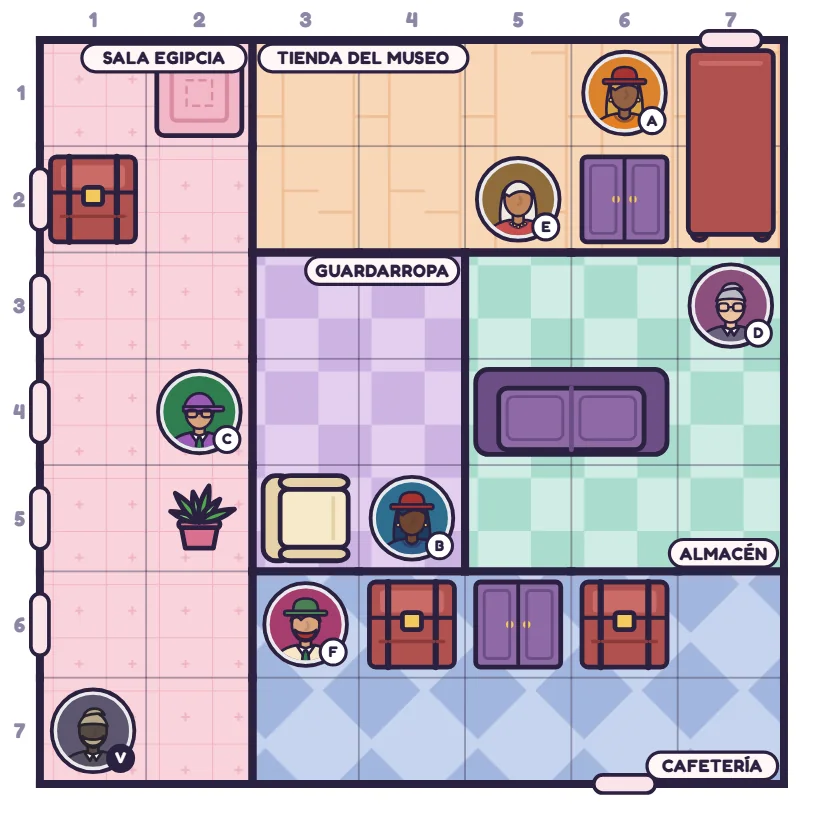 1 2 3 4 5 6 7
SALA EGIPCIA TIENDA DEL MUSEO
1
A
2
E
GUARDARROPA
3
D
4
C
5
B
ALMACÉN
6
F
7
V
CAFETERÍA